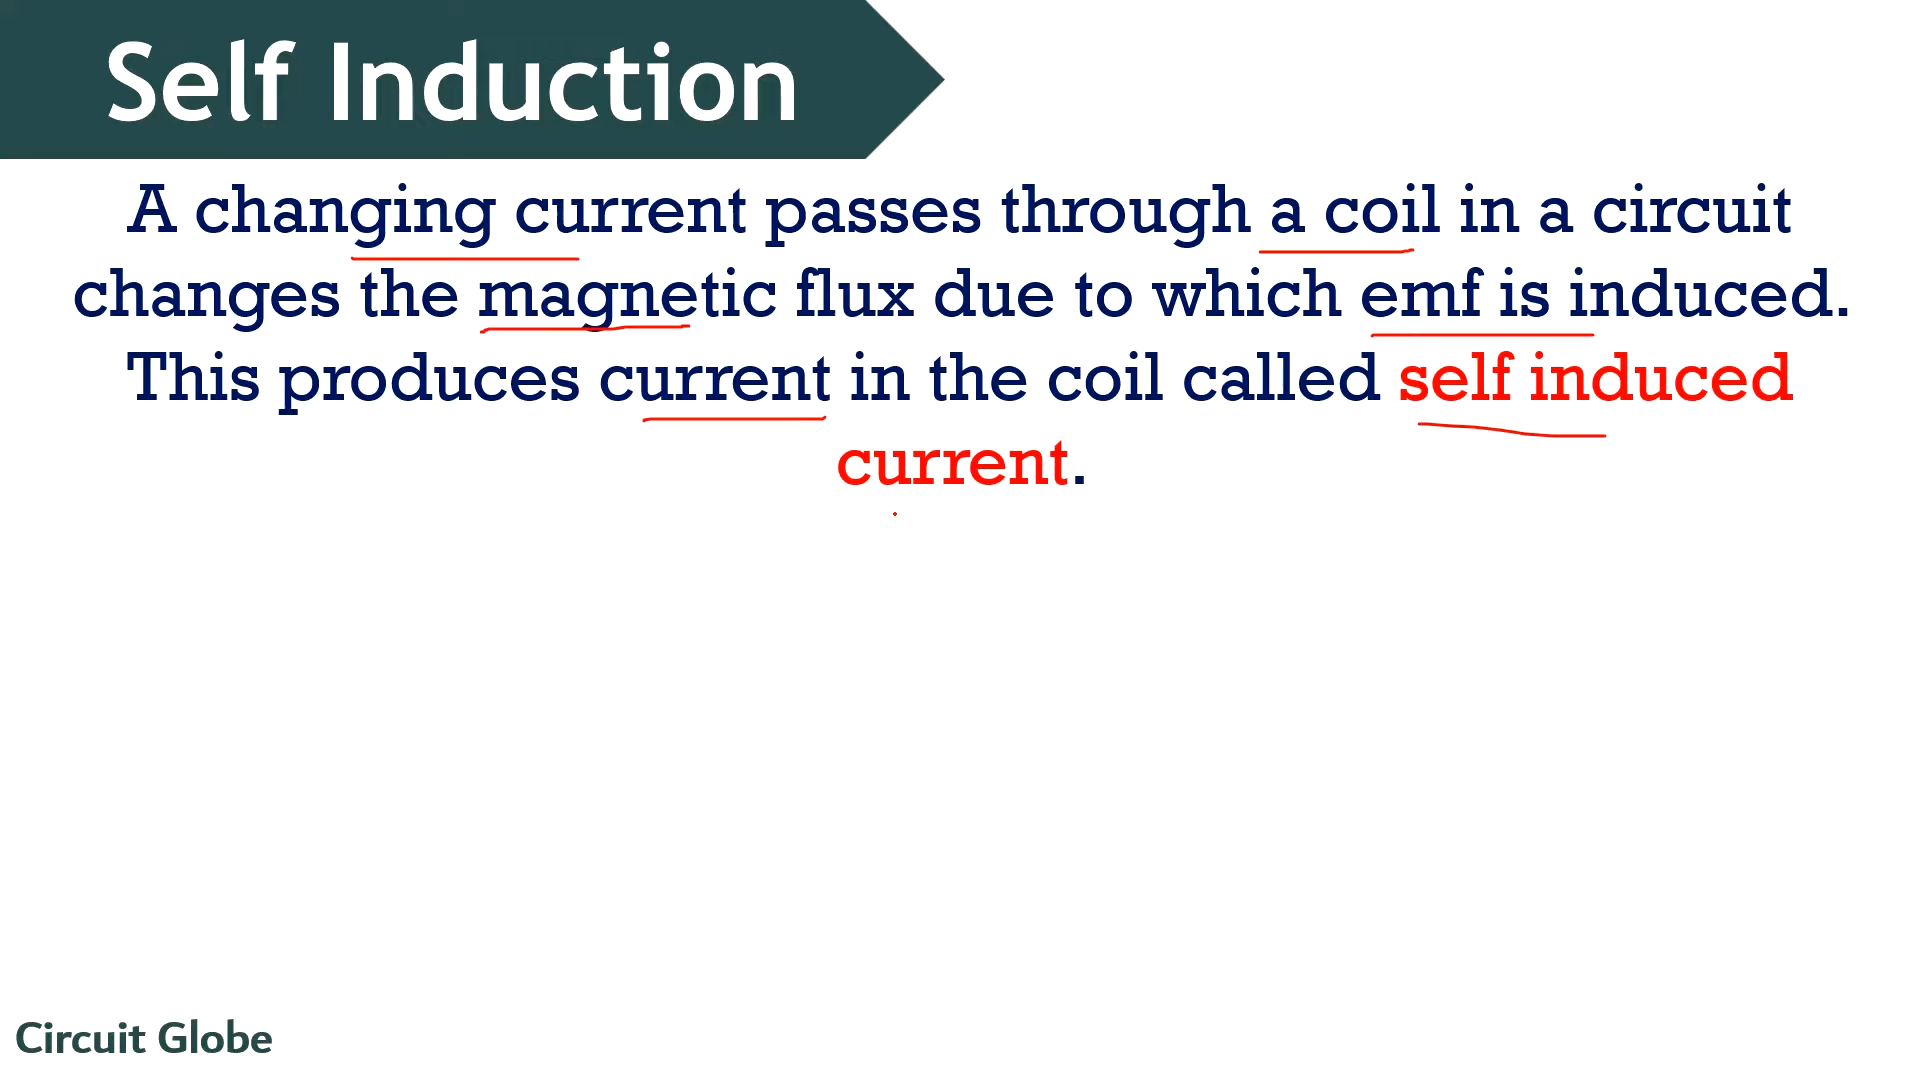 Self Induction
A changing current passes through a coil in a circuit
changes the magnetic flux due to which emf is induced.
This produces current in the coil called self induced
current.
Circuit Globe